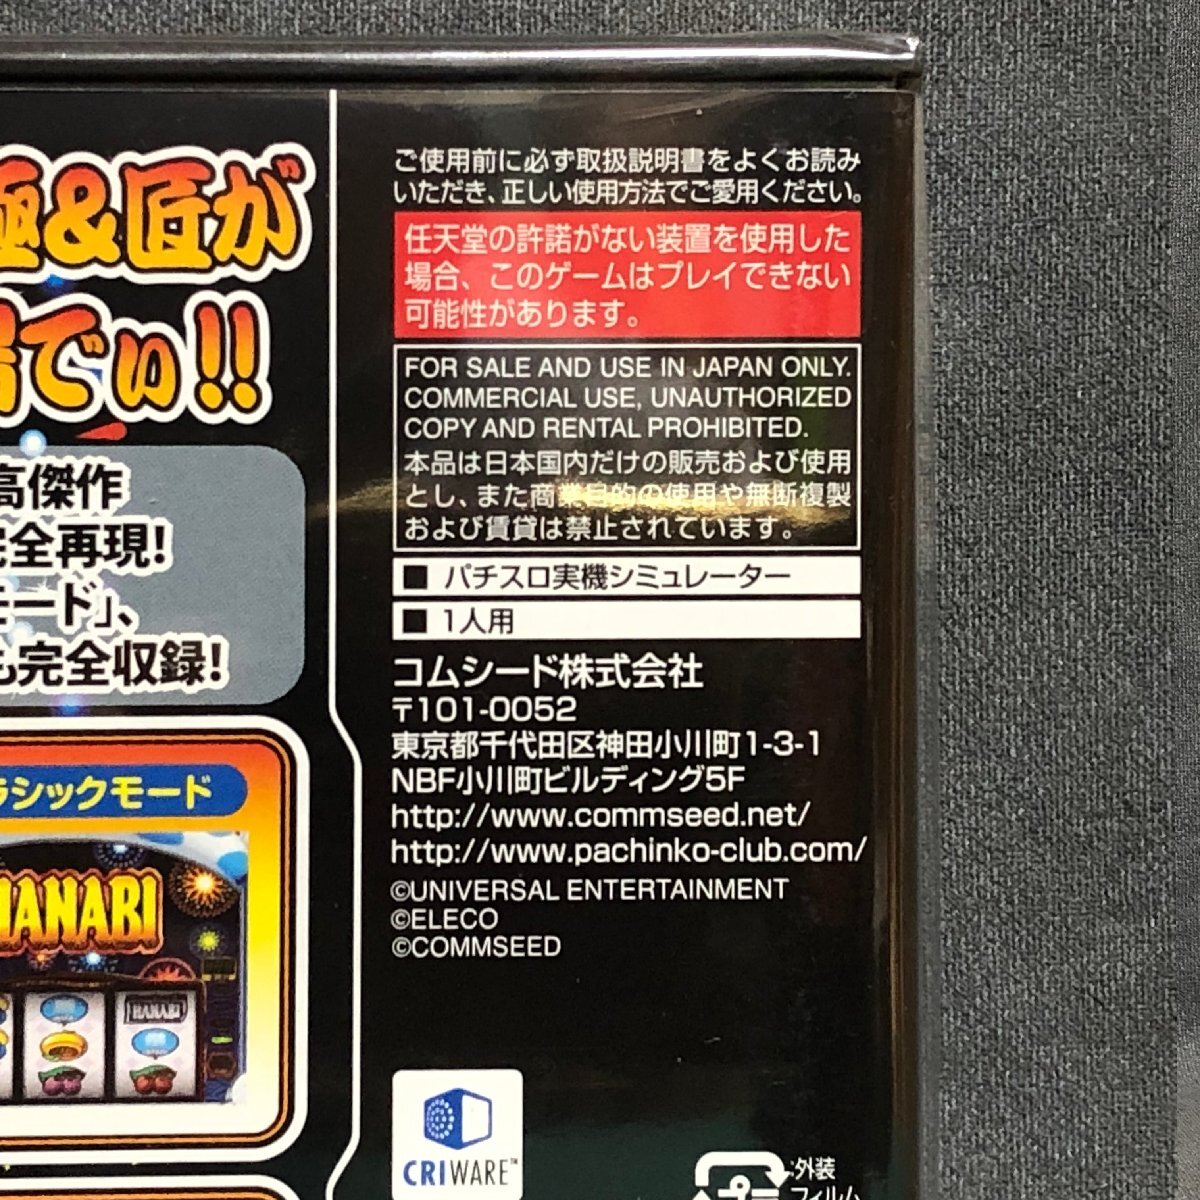 極&匠が
でぃ!!
高傑作
完全再現!
モード」、
も完全収録!
ラシックモード
HANABI
HANABI
ご使用前に必ず取扱説明書をよくお読み
いただき、正しい使用方法でご愛用ください。
任天堂の許諾がない装置を使用した
場合、このゲームはプレイできない
可能性があります。
FOR SALE AND USE IN JAPAN ONLY.
COMMERCIAL USE, UNAUTHORIZED
COPY AND RENTAL PROHIBITED.
本品は日本国内だけの販売および使用
とし、また商業目的の使用や無断複製
および賃貸は禁止されています。
■ パチスロ実機シミュレーター
■ 1人用
コムシード株式会社
〒101-0052
東京都千代田区神田小川町1-3-1
NBF小川町ビルディング5F
http://www.commseed.net/
http://www.pachinko-club.com/
©UNIVERSAL ENTERTAINMENT
©ELECO
©COMMSEED
CRIWARE™
プラ
:外装
フィルム